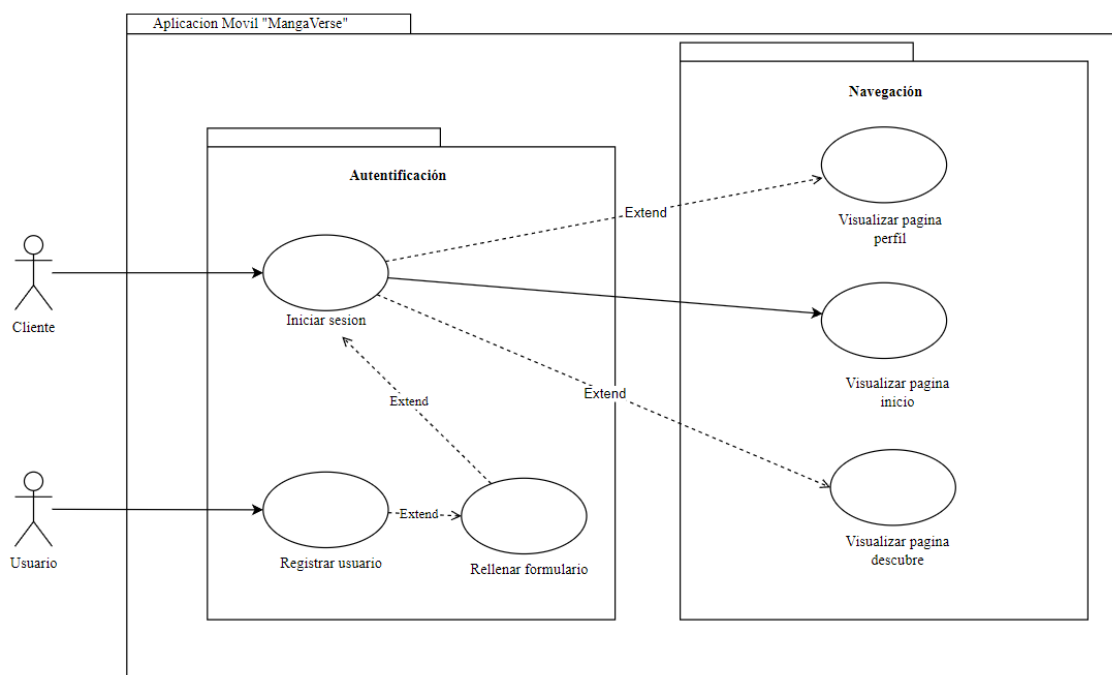 Aplicacion Movil "MangaVerse"
Navegación
Autentificación
Extend
Visualizar pagina
perfil
Cliente
Iniciar sesion
Visualizar pagina
inicio
Extend
Extend
Usuario
Extend
Registrar usuario
Rellenar formulario
Visualizar pagina
descubre